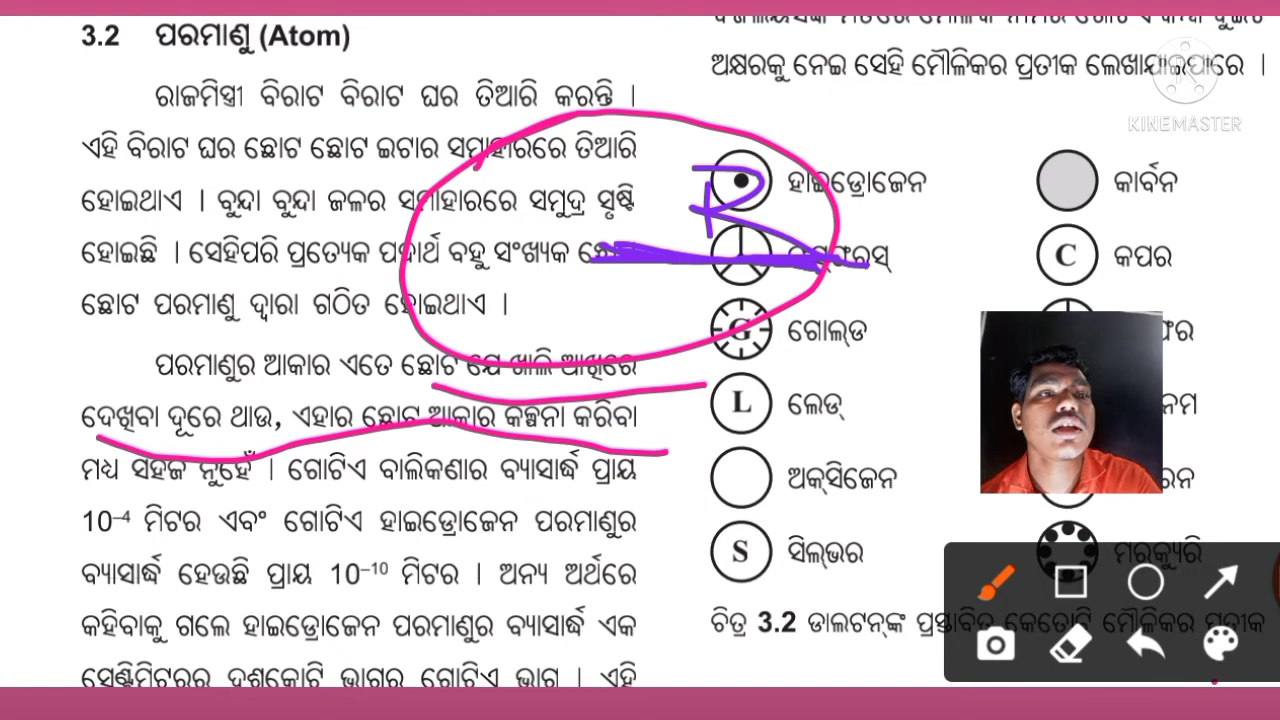 3.2 ପରମାଣୁ (Atom)
ରାଜମିସ୍ତ୍ରୀ ବିରାଟ ବିରାଟ ଘର ତିଆରି କରନ୍ତି ।
ଏହି ବିରାଟ ଘର ଛୋଟ ଛୋଟ ଇଟାର ସମାହାରରେ ତିଆରି
ହୋଇଥାଏ । ବୁନ୍ଦା ବୁନ୍ଦା ଜଳର ସମାହାରରେ ସମୁଦ୍ର ସୃଷ୍ଟି
ହୋଇଛି । ସେହିପରି ପ୍ରତ୍ୟେକ ପଦାର୍ଥ ବହୁ ସଂଖ୍ୟକ
ଛୋଟ ପରମାଣୁ ଦ୍ୱାରା ଗଠିତ ହୋଇଥାଏ ।
ପରମାଣୁର ଆକାର ଏତେ ଛୋଟ ଯେ ଖାଲି ଆଖିରେ
ଦେଖିବା ଦୂରେ ଥାଉ, ଏହାର ଛୋଟ ଆକାର କଳ୍ପନା କରିବା
ମଧ୍ୟ ସହଜ ନୁହେଁ । ଗୋଟିଏ ବାଲିକଣାର ବ୍ୟାସାର୍ଦ୍ଧ ପ୍ରାୟ
10⁻⁴ ମିଟର ଏବଂ ଗୋଟିଏ ହାଇଡ୍ରୋଜେନ ପରମାଣୁର
ବ୍ୟାସାର୍ଦ୍ଧ ହେଉଛି ପ୍ରାୟ 10⁻¹⁰ ମିଟର । ଅନ୍ୟ ଅର୍ଥରେ
କହିବାକୁ ଗଲେ ହାଇଡ୍ରୋଜେନ ପରମାଣୁର ବ୍ୟାସାର୍ଦ୍ଧ ଏକ
ସେଣ୍ଟିମିଟରର ଦଶକୋଟି ଭାଗର ଗୋଟିଏ ଭାଗ । ଏହି
ଅକ୍ଷରକୁ ନେଇ ସେହି ମୌଳିକର ପ୍ରତୀକ ଲେଖାଯାଇପାରେ ।
KINEMASTER
R
ହାଇଡ୍ରୋଜେନ
କାର୍ବନ
C କପର
G ଗୋଲ୍‌ଡ
L ଲେଡ୍
ଅକ୍‌ସିଜେନ
S ସିଲ୍‌ଭର
ମରକ୍ୟୁରି
ଚିତ୍ର 3.2 ଡାଲଟନ୍‌ଙ୍କ ପ୍ରସ୍ତାବିତ କେତୋଟି ମୌଳିକର ପ୍ରତୀକ